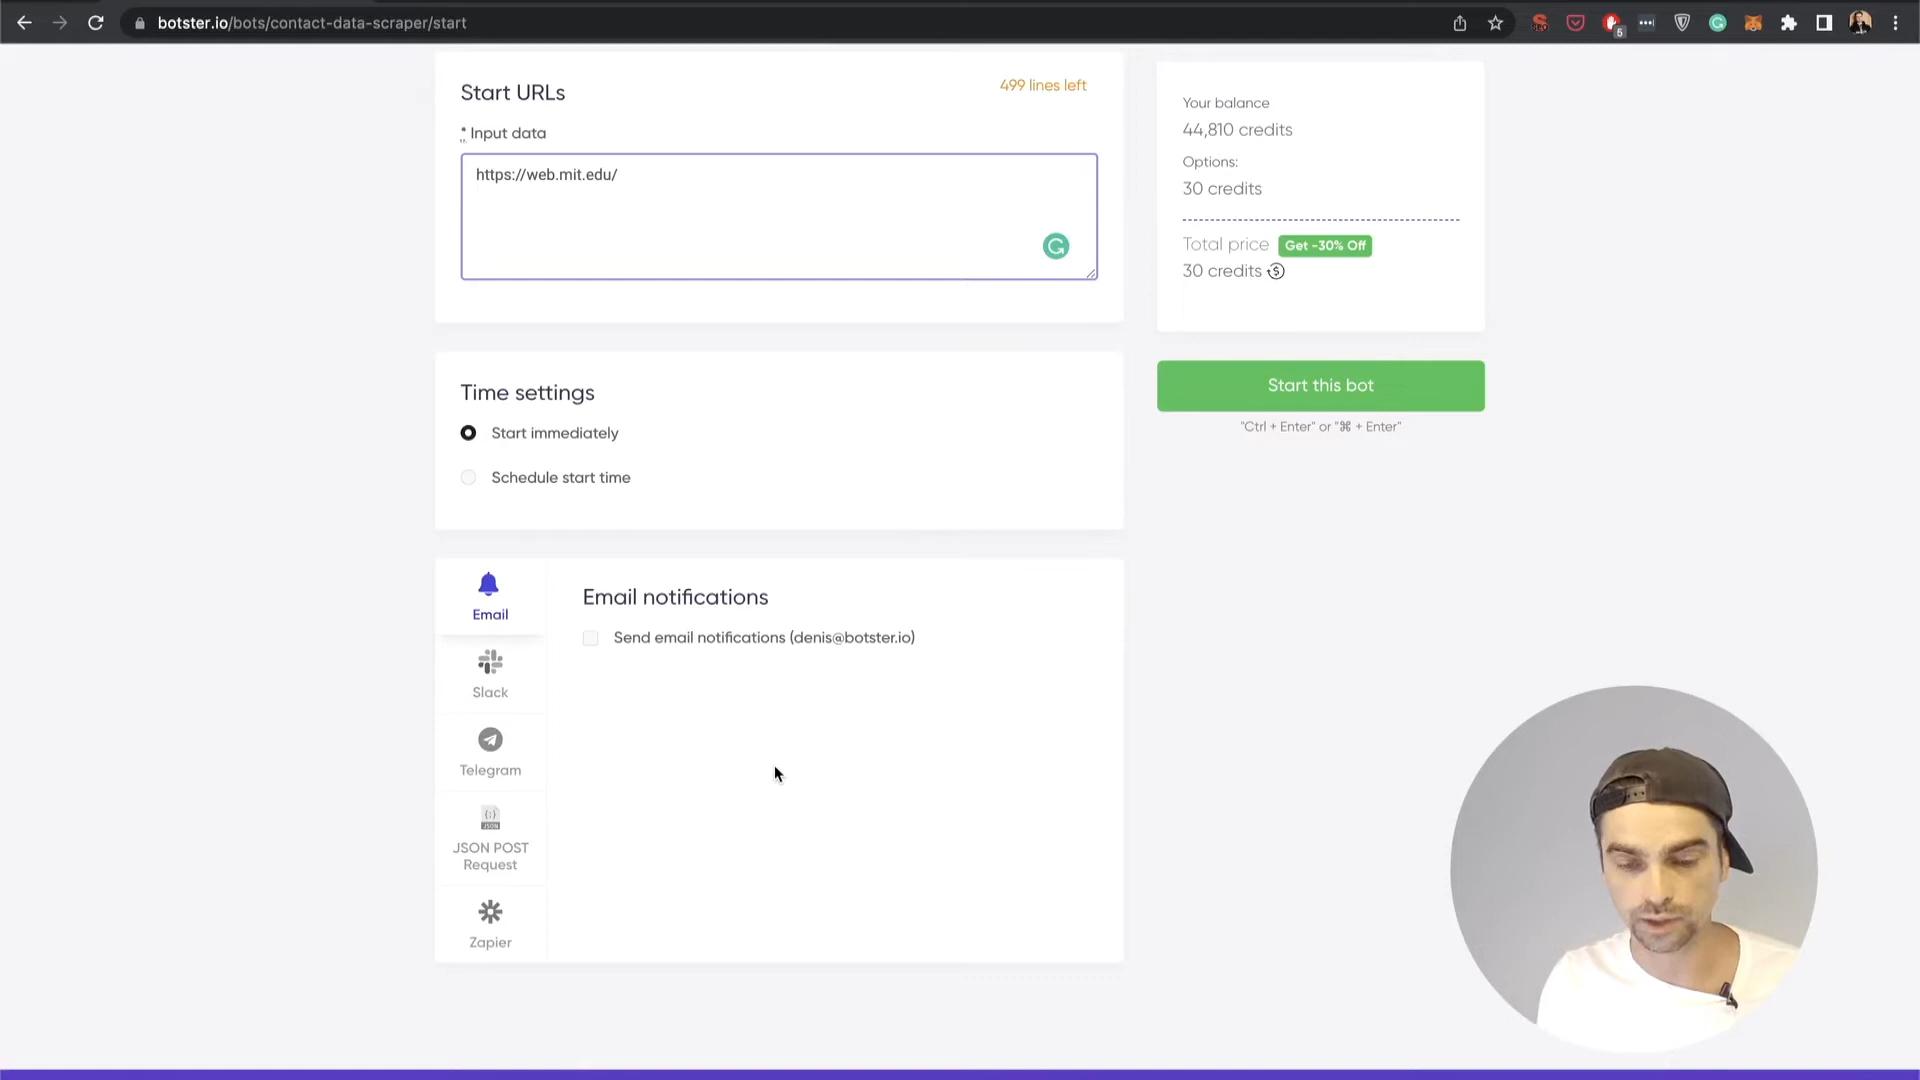 botster.io/bots/contact-data-scraper/start
5
Start URLs
499 lines left
* Input data
https://web.mit.edu/
Time settings
Start immediately
Schedule start time
Email
Slack
Telegram
{;}
JSON
JSON POST
Request
Zapier
Email notifications
Send email notifications (denis@botster.io)
Your balance
44,810 credits
Options:
30 credits
Total price Get -30% Off
30 credits
Start this bot
"Ctrl + Enter" or "⌘ + Enter"